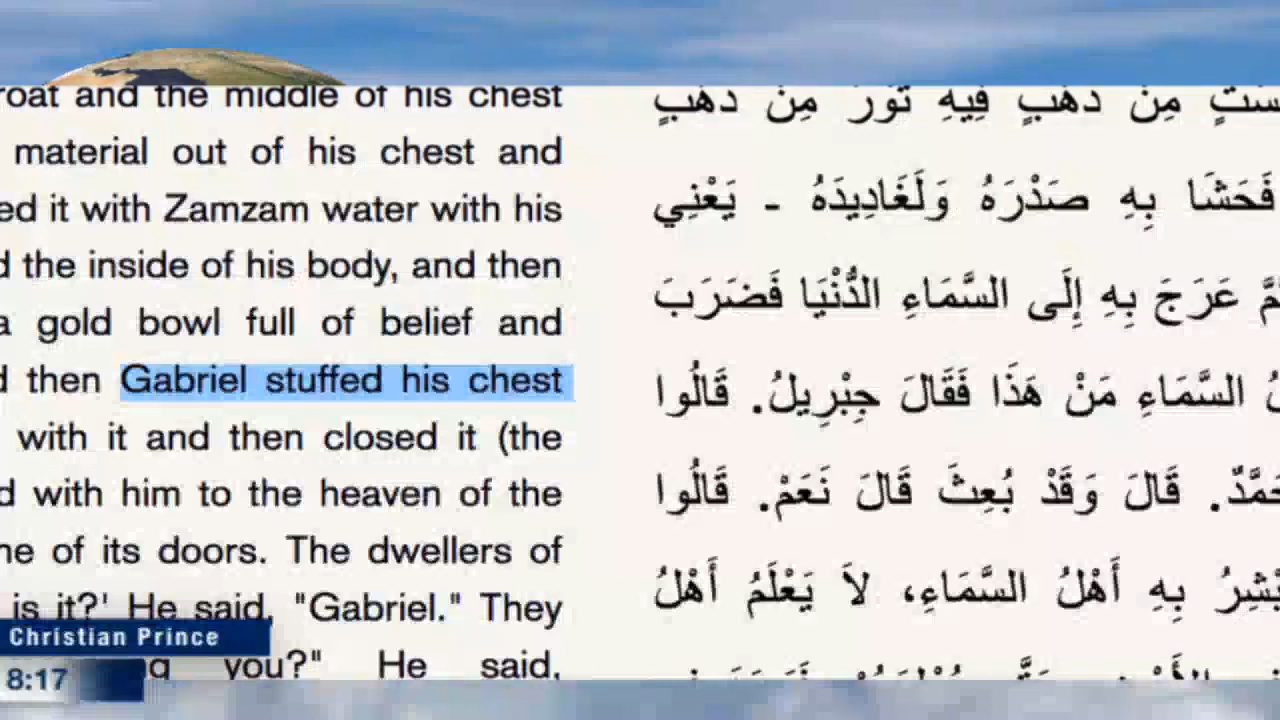 roat and the middle of his chest
material out of his chest and
ed it with Zamzam water with his
d the inside of his body, and then
a gold bowl full of belief and
d then Gabriel stuffed his chest
with it and then closed it (the
d with him to the heaven of the
ne of its doors. The dwellers of
is it?' He said, "Gabriel." They
you?" He said,
مِنْ ذَهَبٍ فِيهِ تَوْرٌ مِنْ ذَهَبٍ
فَحَشَا بِهِ صَدْرَهُ وَلَغَادِيدَهُ ـ يَعْنِي
عَرَجَ بِهِ إِلَى السَّمَاءِ الدُّنْيَا فَضَرَبَ
السَّمَاءِ مَنْ هَذَا فَقَالَ جِبْرِيلُ. قَالُوا
قَالَ وَقَدْ بُعِثَ قَالَ نَعَمْ. قَالُوا
بِهِ أَهْلُ السَّمَاءِ، لاَ يَعْلَمُ أَهْلُ
Christian Prince
8:17